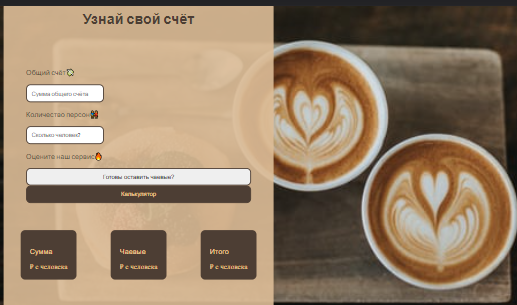 Узнай свой счёт
Общий счёт
Сумма общего счёта
Количество персон
Сколько человек?
Оцените наш сервис
Готовы оставить чаевые?
Калькулятор
Сумма Чаевые Итого
₽ с человека ₽ с человека ₽ с человека